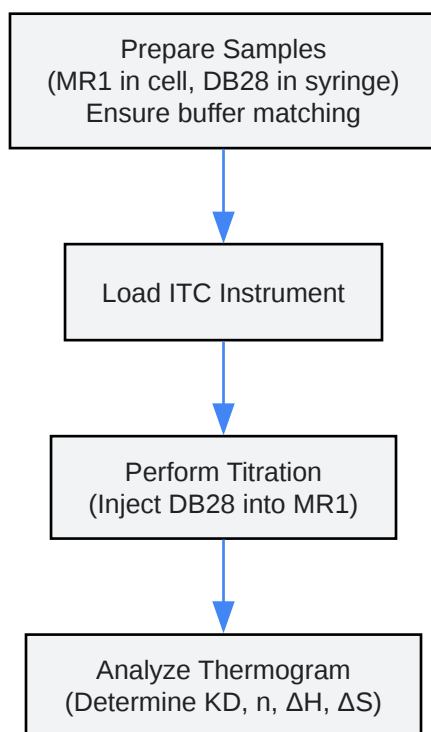 Prepare Samples
(MR1 in cell, DB28 in syringe)
Ensure buffer matching
Load ITC Instrument
Perform Titration
(Inject DB28 into MR1)
Analyze Thermogram
(Determine KD, n, ΔH, ΔS)